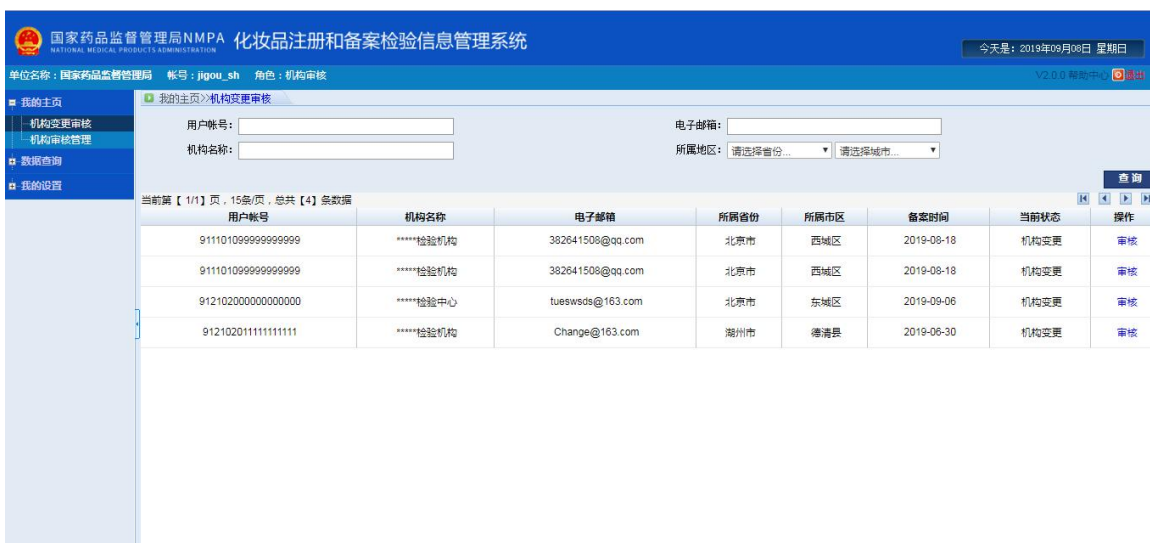 国家药品监督管理局NMPA 化妆品注册和备案检验信息管理系统
NATIONAL MEDICAL PRODUCTS ADMINISTRATION
今天是：2019年09月08日 星期日
单位名称：国家药品监督管理局 帐号：jigou_sh 角色：机构审核 V2.0.0 帮助中心 退出
我的主页
机构变更审核
机构审核管理
数据查询
我的设置
我的主页>>机构变更审核
用户帐号： 电子邮箱：
机构名称： 所属地区： 请选择省份... 请选择城市...
查询
当前第【 1/1】页，15条/页，总共【4】条数据
用户帐号 机构名称 电子邮箱 所属省份 所属市区 备案时间 当前状态 操作
911101099999999999 *****检验机构 382641508@qq.com 北京市 西城区 2019-08-18 机构变更 审核
911101099999999999 *****检验机构 382641508@qq.com 北京市 西城区 2019-08-18 机构变更 审核
912102000000000000 *****检验中心 tueswsds@163.com 北京市 东城区 2019-09-06 机构变更 审核
912102011111111111 *****检验机构 Change@163.com 湖州市 德清县 2019-06-30 机构变更 审核